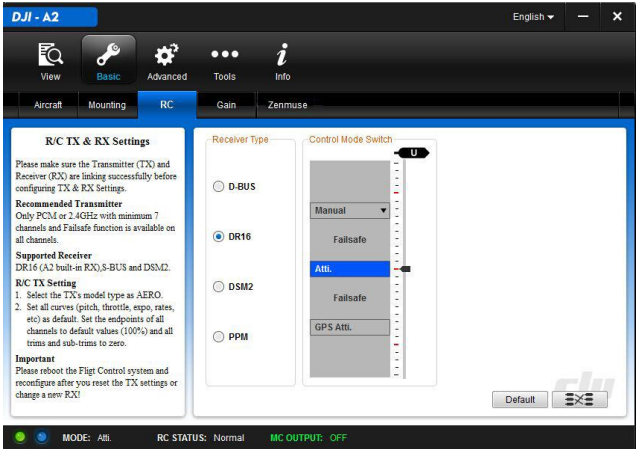 DJI - A2
English
View
Basic
Advanced
Tools
Info
Aircraft
Mounting
RC
Gain
Zenmuse
R/C TX & RX Settings
Please make sure the Transmitter (TX) and
Receiver (RX) are linking successfully before
configuring TX & RX Settings.
Recommended Transmitter
Only PCM or 2.4GHz with minimum 7
channels and Failsafe function is available on
all channels.
Supported Receiver
DR16 (A2 built-in RX),S-BUS and DSM2.
R/C TX Setting
1. Select the TX's model type as AERO.
2. Set all curves (pitch, throttle, expo, rates,
etc) as default. Set the endpoints of all
channels to default values (100%) and all
trims and sub-trims to zero.
Important
Please reboot the Fligt Control system and
reconfigure after you reset the TX settings or
change a new RX!
Receiver Type
D-BUS
DR16
DSM2
PPM
Control Mode Switch
U
Manual
Failsafe
Atti.
Failsafe
GPS Atti.
Default
MODE: Atti.
RC STATUS: Normal
MC OUTPUT: OFF